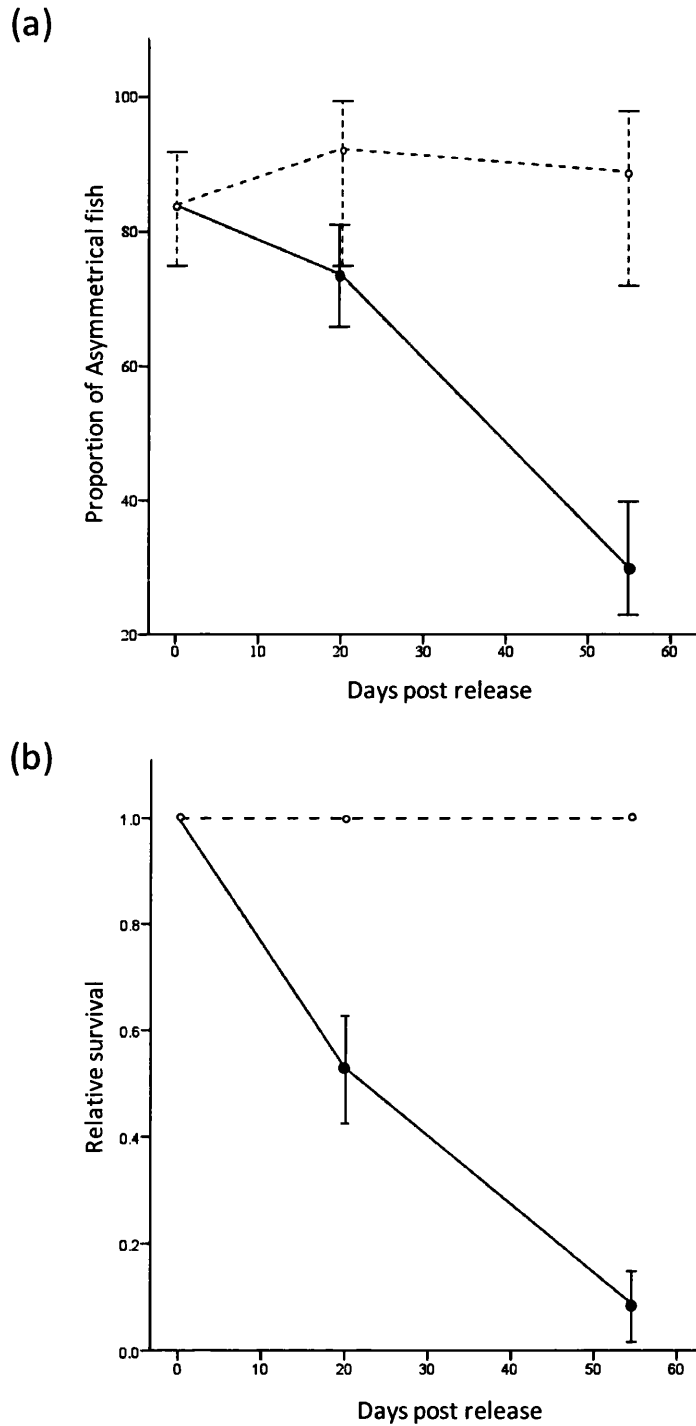 (a)
100
80
60
40
20
Proportion of Asymmetrical fish
0 10 20 30 40 50 60
Days post release
(b)
1.0
0.8
0.6
0.4
0.2
0.0
Relative survival
0 10 20 30 40 50 60
Days post release